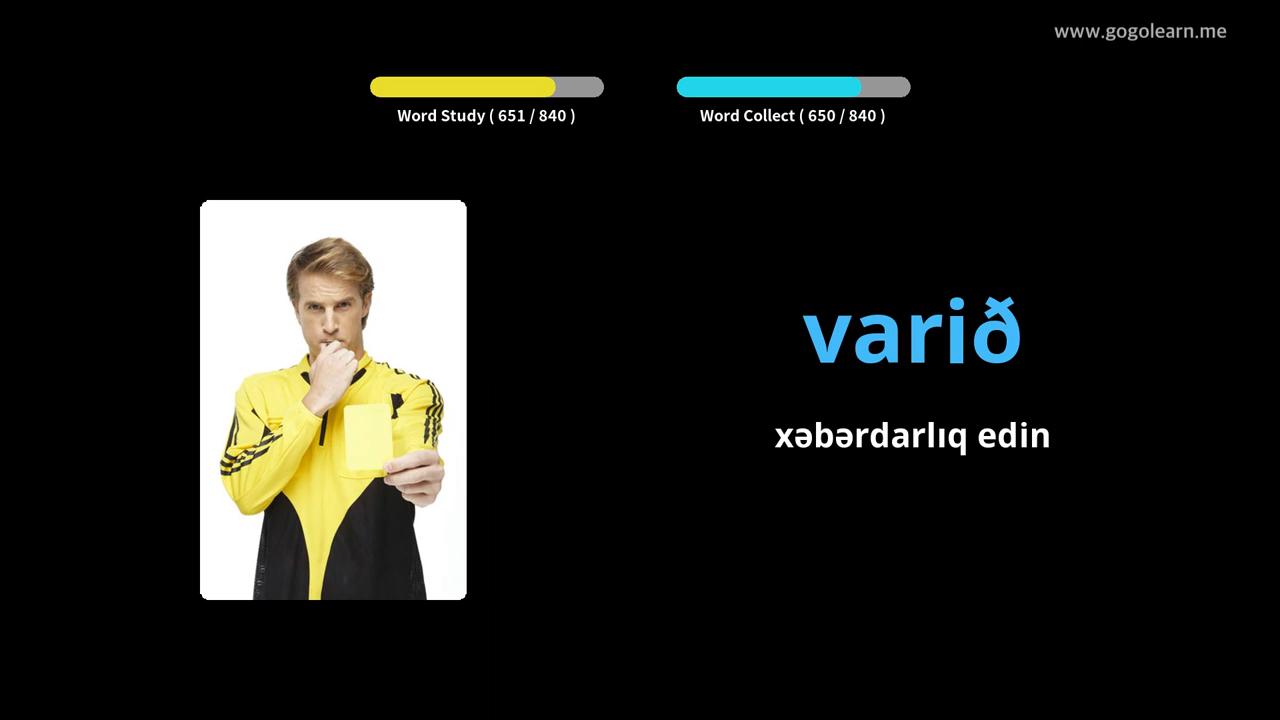 www.gogolearn.me
Word Study ( 651 / 840 )
Word Collect ( 650 / 840 )
varið
xəbərdarlıq edin